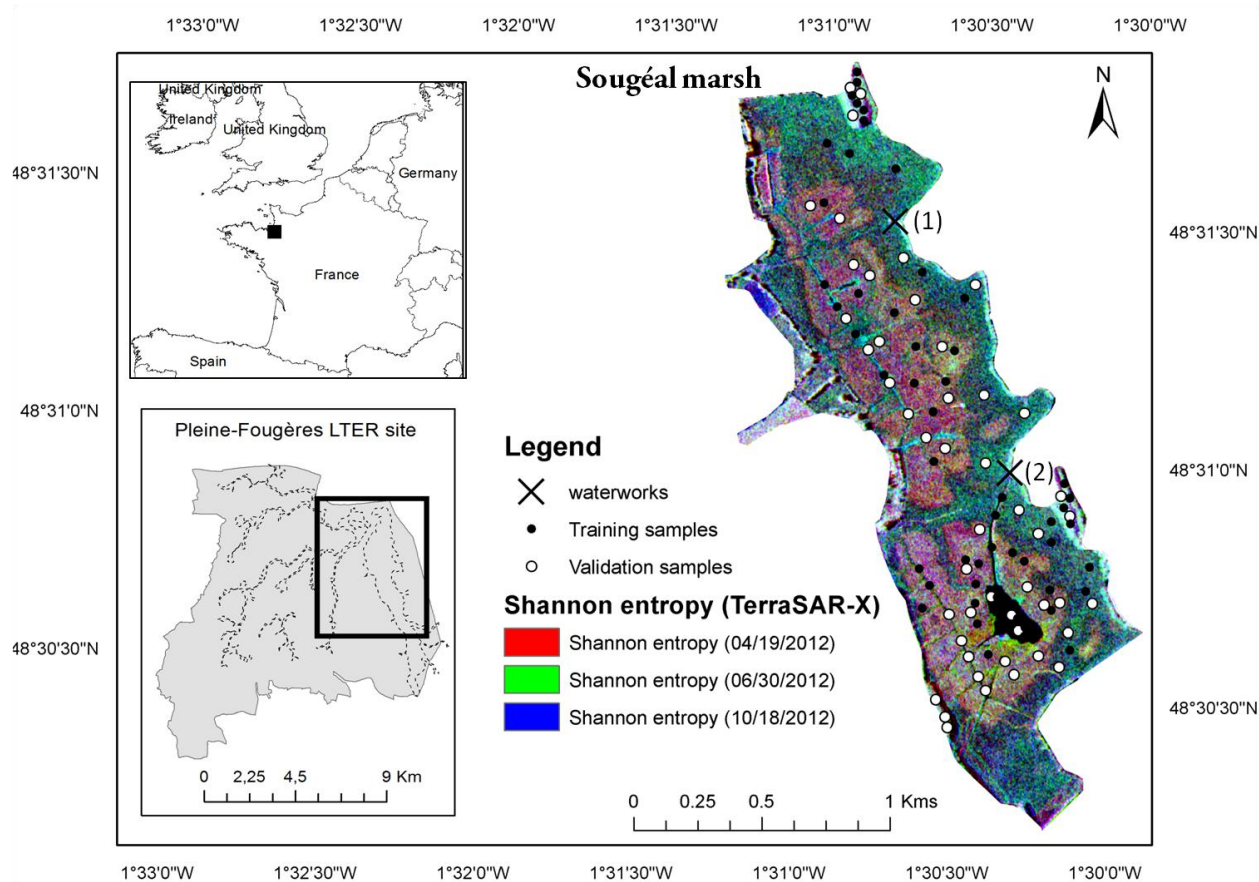 1°33'0"W 1°32'30"W 1°32'0"W 1°31'30"W 1°31'0"W 1°30'30"W 1°30'0"W
Sougéal marsh
N
United Kingdom
Ireland
United Kingdom
Germany
France
Spain
48°31'30"N
48°31'30"N
(1)
48°31'0"N
48°31'0"N
(2)
Pleine-Fougères LTER site
0 2,25 4,5 9 Km
Legend
waterworks
Training samples
Validation samples
Shannon entropy (TerraSAR-X)
Shannon entropy (04/19/2012)
Shannon entropy (06/30/2012)
Shannon entropy (10/18/2012)
48°30'30"N
48°30'30"N
0 0.25 0.5 1 Kms
1°33'0"W 1°32'30"W 1°32'0"W 1°31'30"W 1°31'0"W 1°30'30"W 1°30'0"W